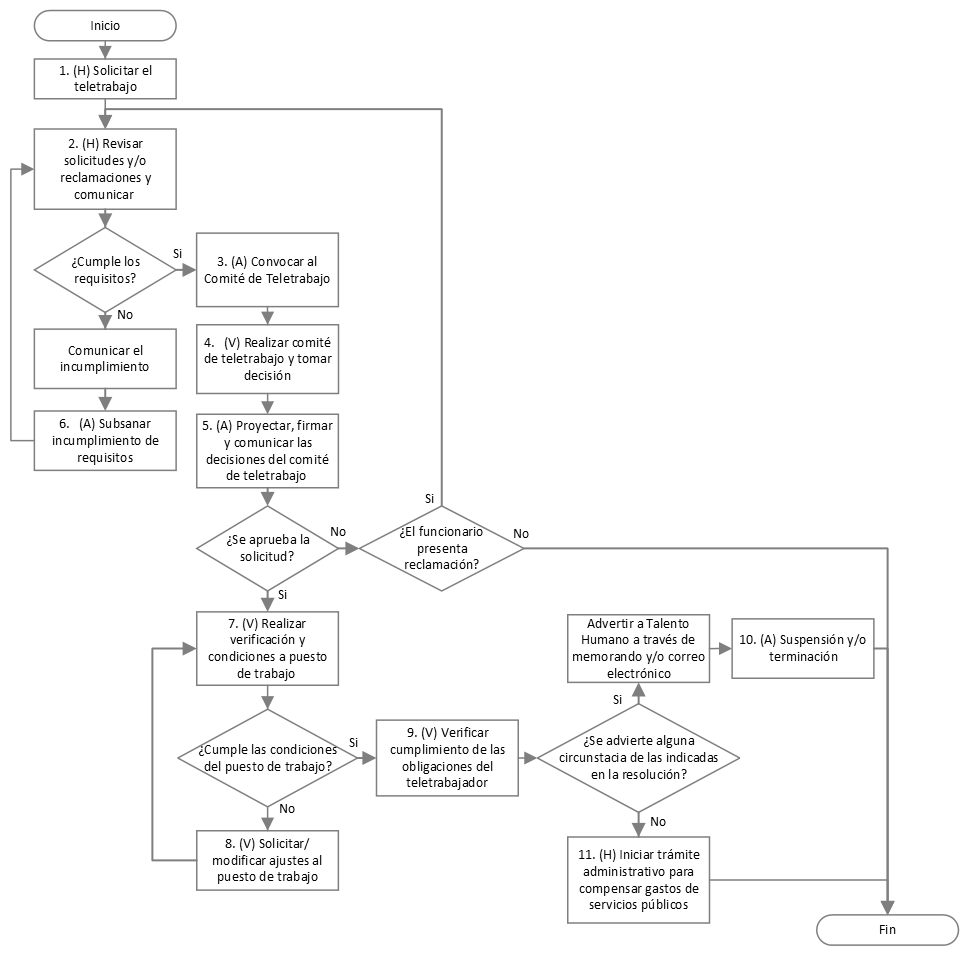 Inicio
1. (H) Solicitar el
teletrabajo
2. (H) Revisar
solicitudes y/o
reclamaciones y
comunicar
¿Cumple los
requisitos?
Si
No
3. (A) Convocar al
Comité de Teletrabajo
Comunicar el
incumplimiento
4. (V) Realizar comité
de teletrabajo y tomar
decisión
6. (A) Subsanar
incumplimiento de
requisitos
5. (A) Proyectar, firmar
y comunicar las
decisiones del comité
de teletrabajo
¿Se aprueba la
solicitud?
No
Si
¿El funcionario
presenta
reclamación?
Si
No
7. (V) Realizar
verificación y
condiciones a puesto
de trabajo
Advertir a Talento
Humano a través de
memorando y/o correo
electrónico
10. (A) Suspensión y/o
terminación
¿Cumple las condiciones
del puesto de trabajo?
Si
No
9. (V) Verificar
cumplimiento de las
obligaciones del
teletrabajador
Si
¿Se advierte alguna
circunstacia de las indicadas
en la resolución?
No
8. (V) Solicitar/
modificar ajustes al
puesto de trabajo
11. (H) Iniciar trámite
administrativo para
compensar gastos de
servicios públicos
Fin